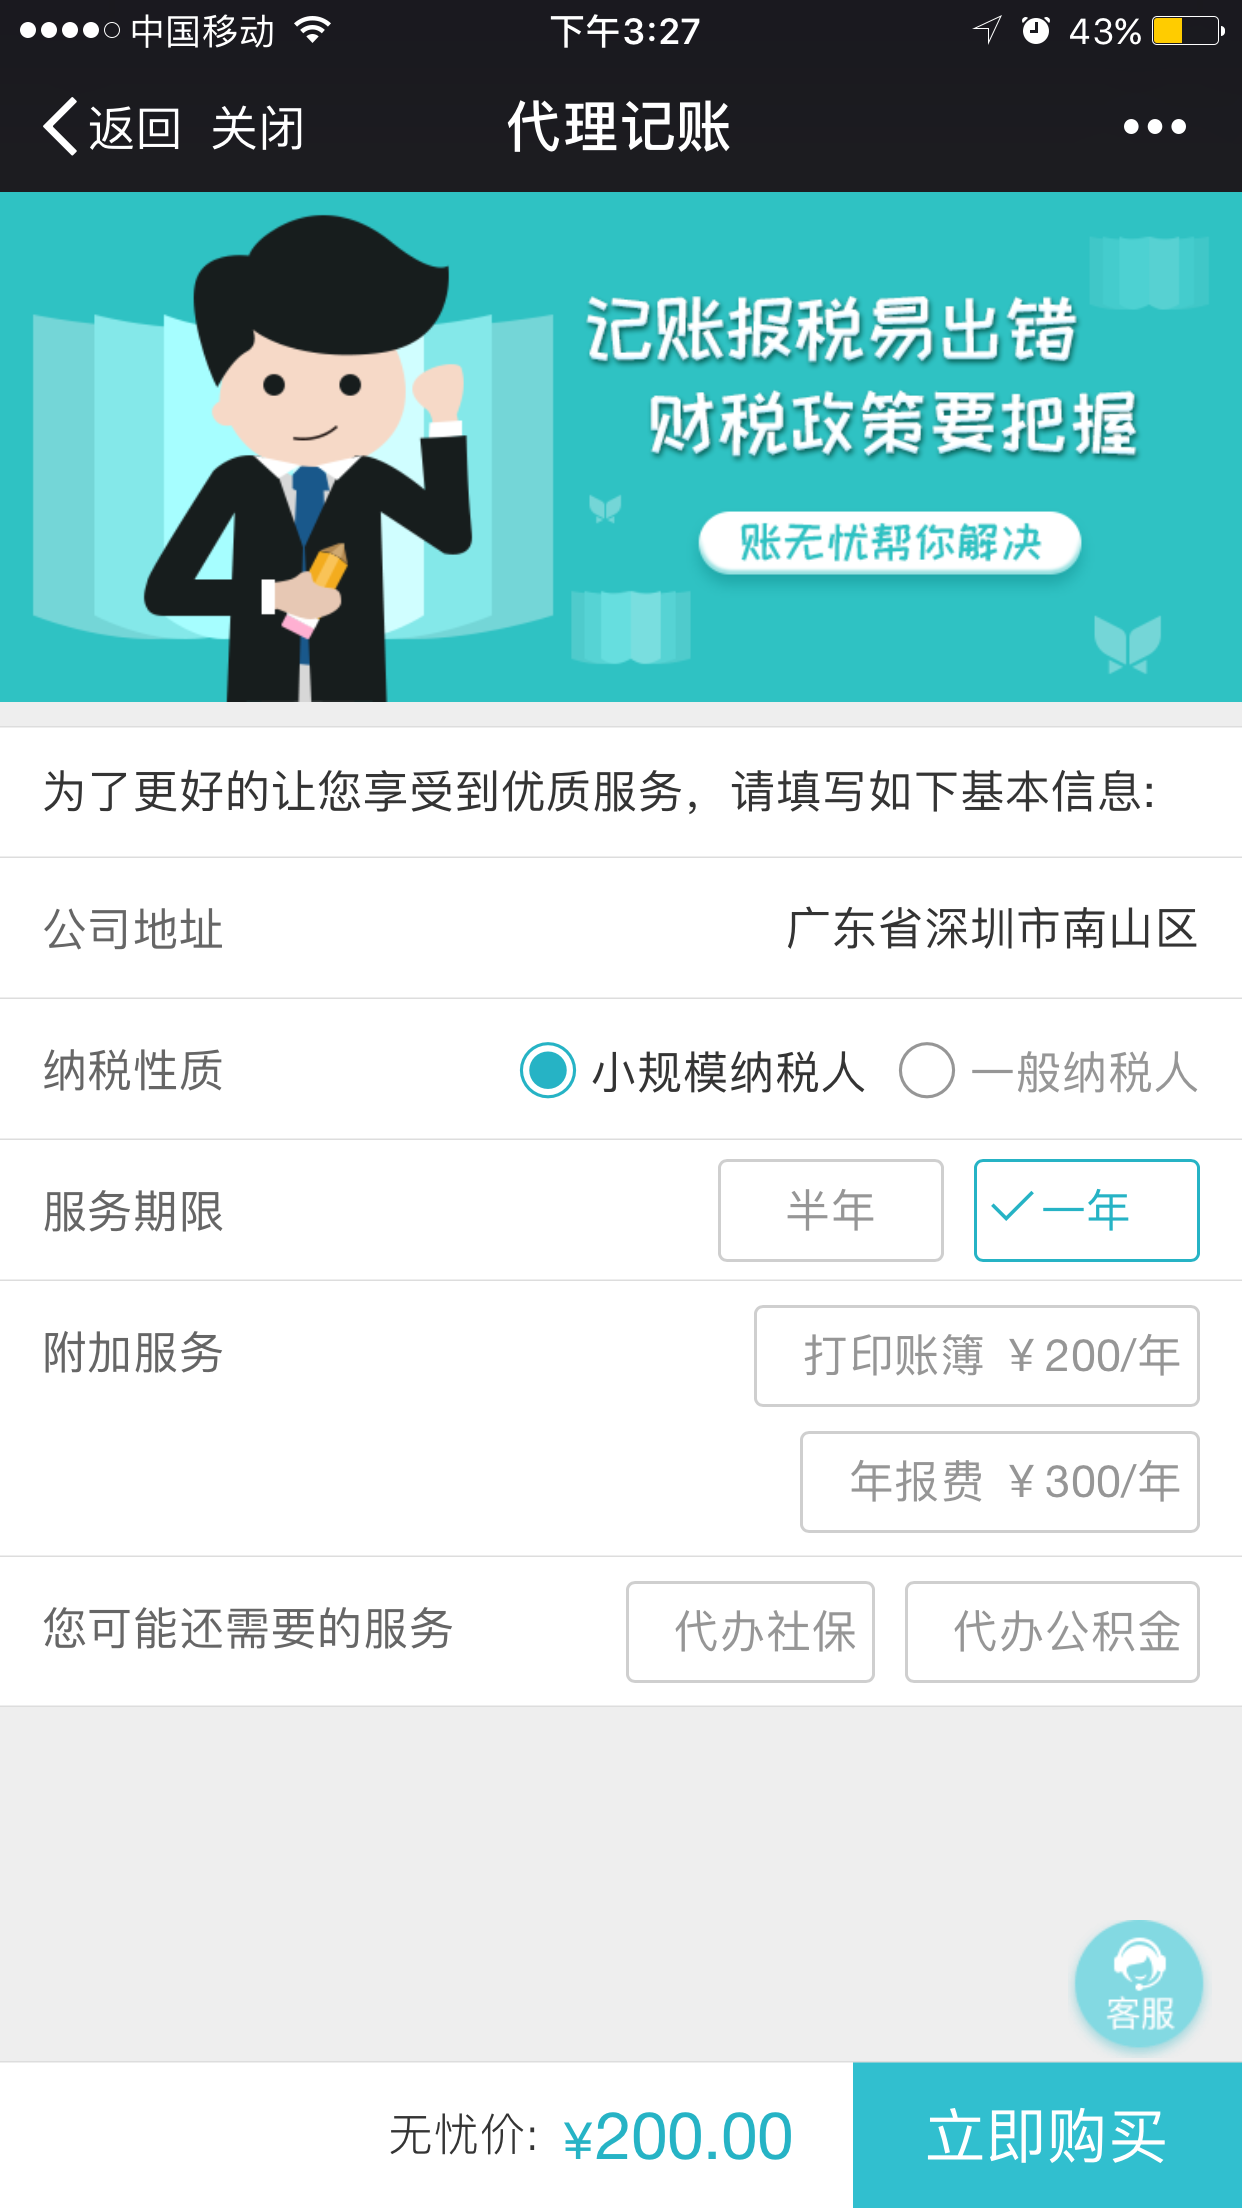 中国移动 下午3:27 43%
返回 关闭 代理记账
记账报税易出错
财税政策要把握
账无忧帮你解决
为了更好的让您享受到优质服务，请填写如下基本信息:
公司地址 广东省深圳市南山区
纳税性质 小规模纳税人 一般纳税人
服务期限 半年 一年
附加服务 打印账簿 ¥200/年
年报费 ¥300/年
您可能还需要的服务 代办社保 代办公积金
客服
无忧价: ¥200.00 立即购买